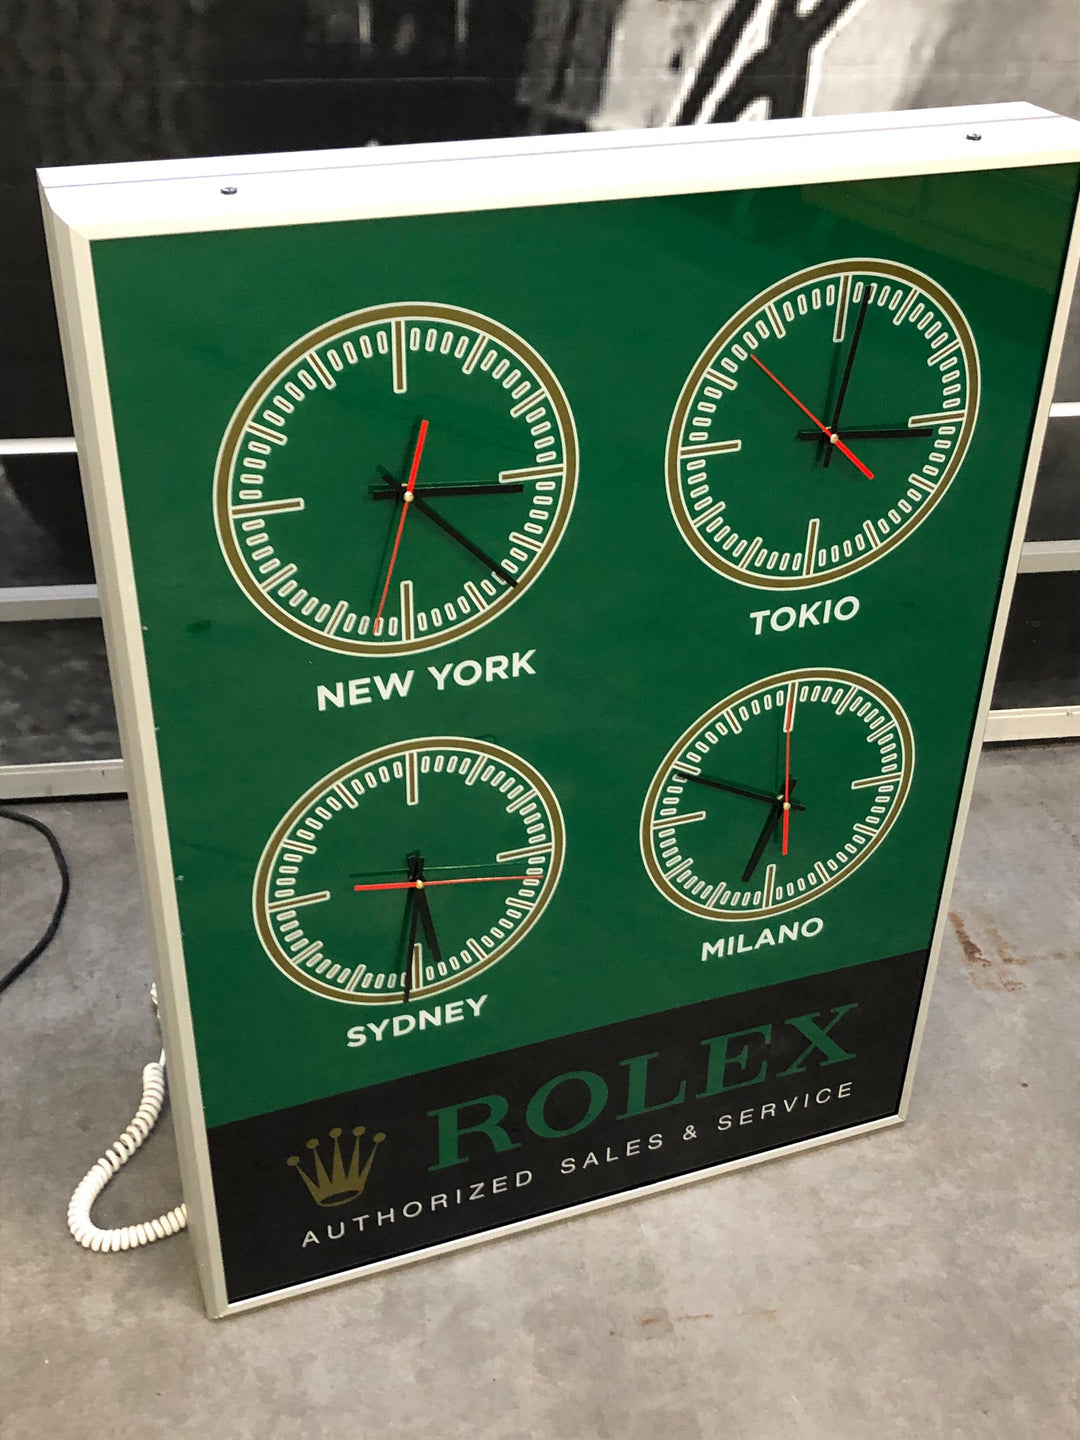 NEW YORK
TOKIO
SYDNEY
MILANO
ROLEX
AUTHORIZED SALES & SERVICE